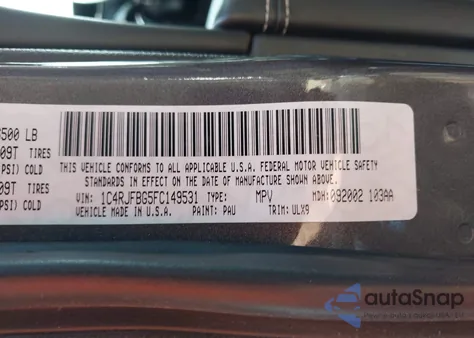 500 LB
09T TIRES
PSI) COLD
09T TIRES
PSI) COLD
THIS VEHICLE CONFORMS TO ALL APPLICABLE U.S.A. FEDERAL MOTOR VEHICLE SAFETY
STANDARDS IN EFFECT ON THE DATE OF MANUFACTURE SHOWN ABOVE.
VIN: 1C4RJFBG5FC149531 TYPE: MPV MDH: 092002 103AA
VEHICLE MADE IN U.S.A. PAINT: PAU TRIM: ULX9
autoSnap